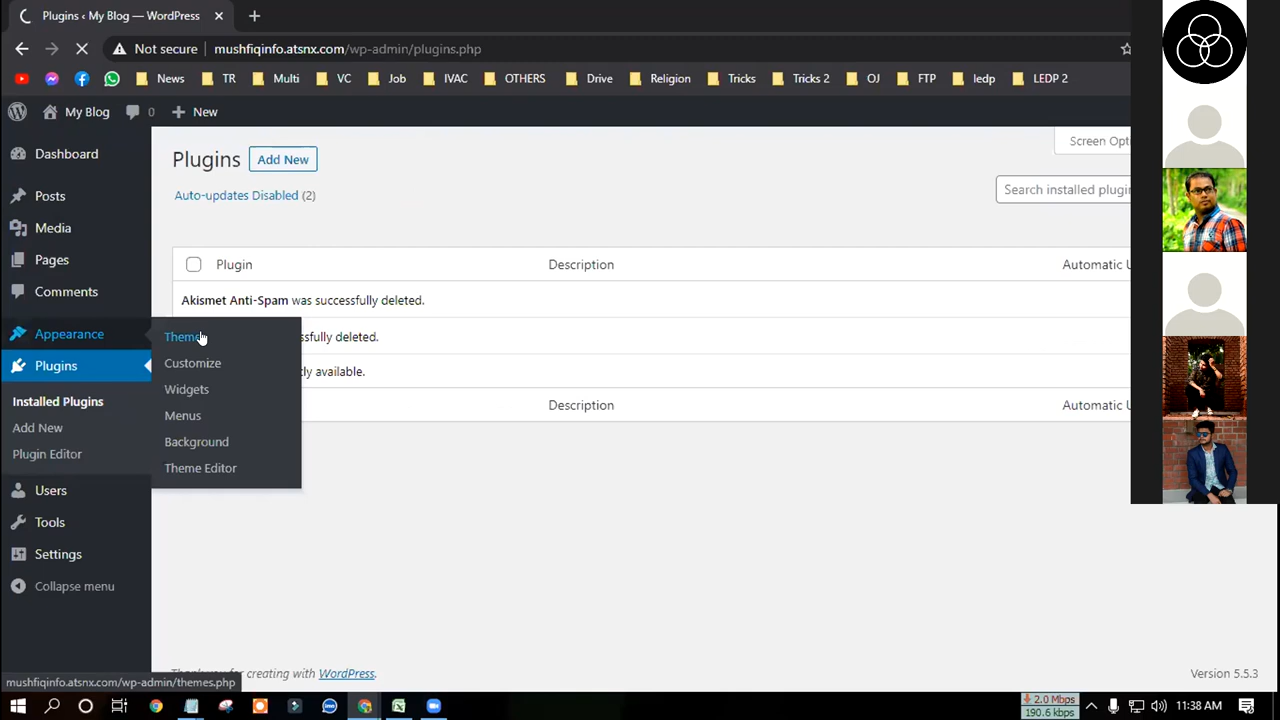 Plugins ‹ My Blog — WordPress
Not secure
mushfiqinfo.atsnx.com/wp-admin/plugins.php
News
TR
Multi
VC
Job
IVAC
OTHERS
Drive
Religion
Tricks
Tricks 2
OJ
FTP
ledp
LEDP 2
My Blog
0
New
Dashboard
Posts
Media
Pages
Comments
Appearance
Plugins
Installed Plugins
Add New
Plugin Editor
Users
Tools
Settings
Collapse menu
Themes
Customize
Widgets
Menus
Background
Theme Editor
Plugins
Add New
Screen Opt
Auto-updates Disabled (2)
Search installed plugin
Plugin
Description
Automatic U
Akismet Anti-Spam was successfully deleted.
ssfully deleted.
tly available.
Description
Automatic U
for creating with WordPress.
Version 5.5.3
mushfiqinfo.atsnx.com/wp-admin/themes.php
2.0 Mbps
190.6 kbps
11:38 AM